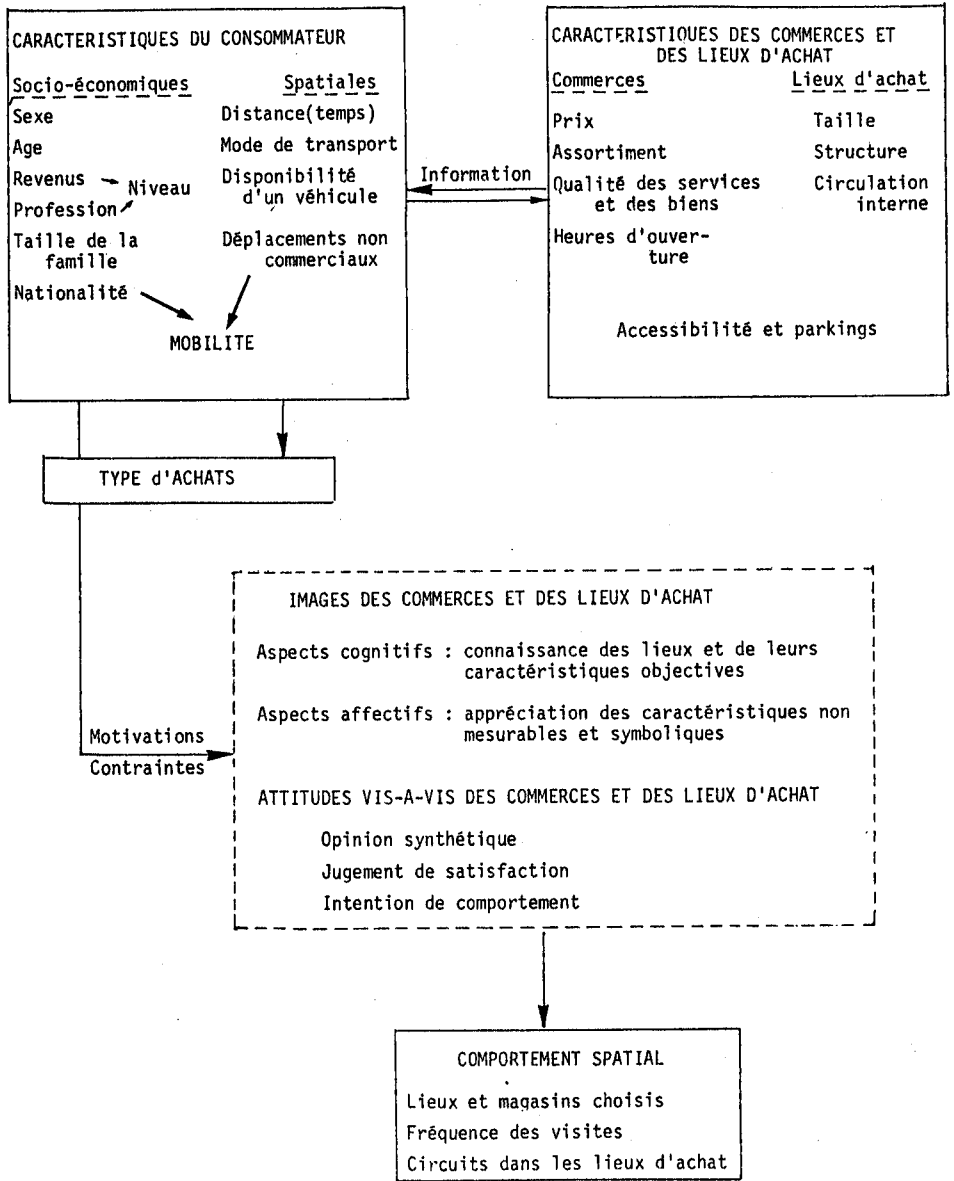 CARACTERISTIQUES DU CONSOMMATEUR
Socio-économiques
Sexe
Age
Revenus
Niveau
Profession
Taille de la
famille
Nationalité
Spatiales
Distance(temps)
Mode de transport
Disponibilité
d'un véhicule
Déplacements non
commerciaux
MOBILITE
Information
CARACTERISTIQUES DES COMMERCES ET
DES LIEUX D'ACHAT
Commerces
Prix
Assortiment
Qualité des services
et des biens
Heures d'ouver-
ture
Lieux d'achat
Taille
Structure
Circulation
interne
Accessibilité et parkings
TYPE d'ACHATS
Motivations
Contraintes
IMAGES DES COMMERCES ET DES LIEUX D'ACHAT
Aspects cognitifs : connaissance des lieux et de leurs
caractéristiques objectives
Aspects affectifs : appréciation des caractéristiques non
mesurables et symboliques
ATTITUDES VIS-A-VIS DES COMMERCES ET DES LIEUX D'ACHAT
Opinion synthétique
Jugement de satisfaction
Intention de comportement
COMPORTEMENT SPATIAL
Lieux et magasins choisis
Fréquence des visites
Circuits dans les lieux d'achat